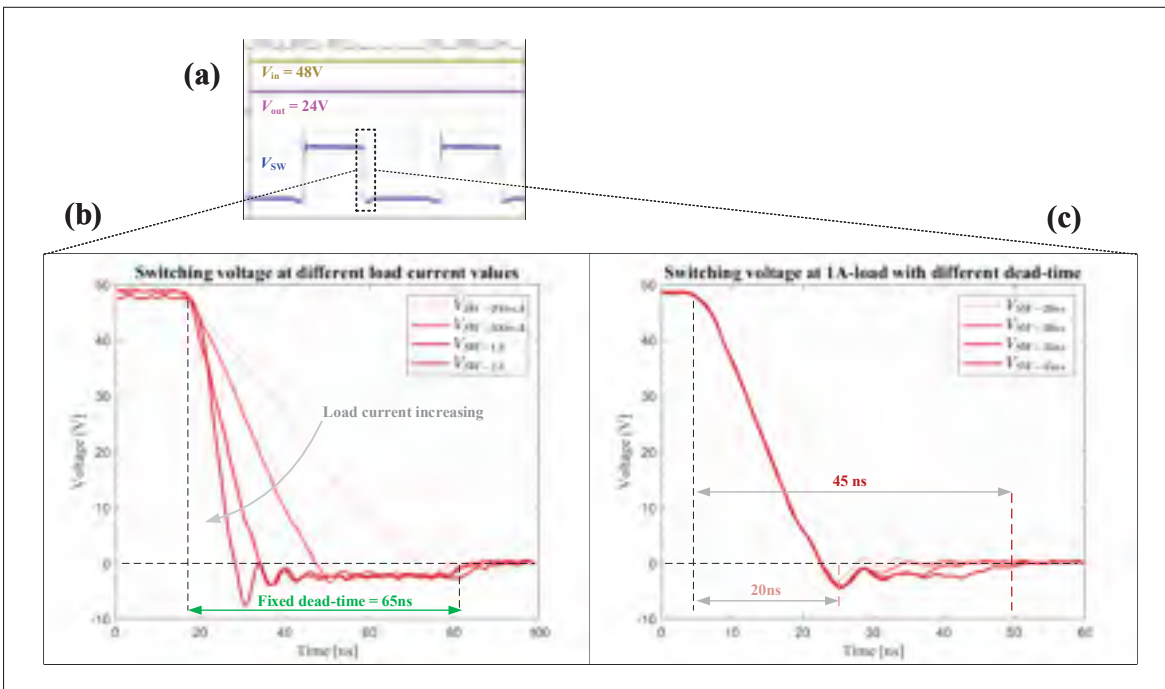 (a)
Vin = 48V
Vout = 24V
VSW
(b)
(c)
Switching voltage at different load current values
Voltage [V]
50
40
30
20
10
0
-10
Load current increasing
Fixed dead-time = 65ns
0
20
40
60
80
100
Time [ns]
Switching voltage at 1A-load with different dead-time
Voltage [V]
50
40
30
20
10
0
-10
45 ns
20ns
0
10
20
30
40
50
60
Time [ns]